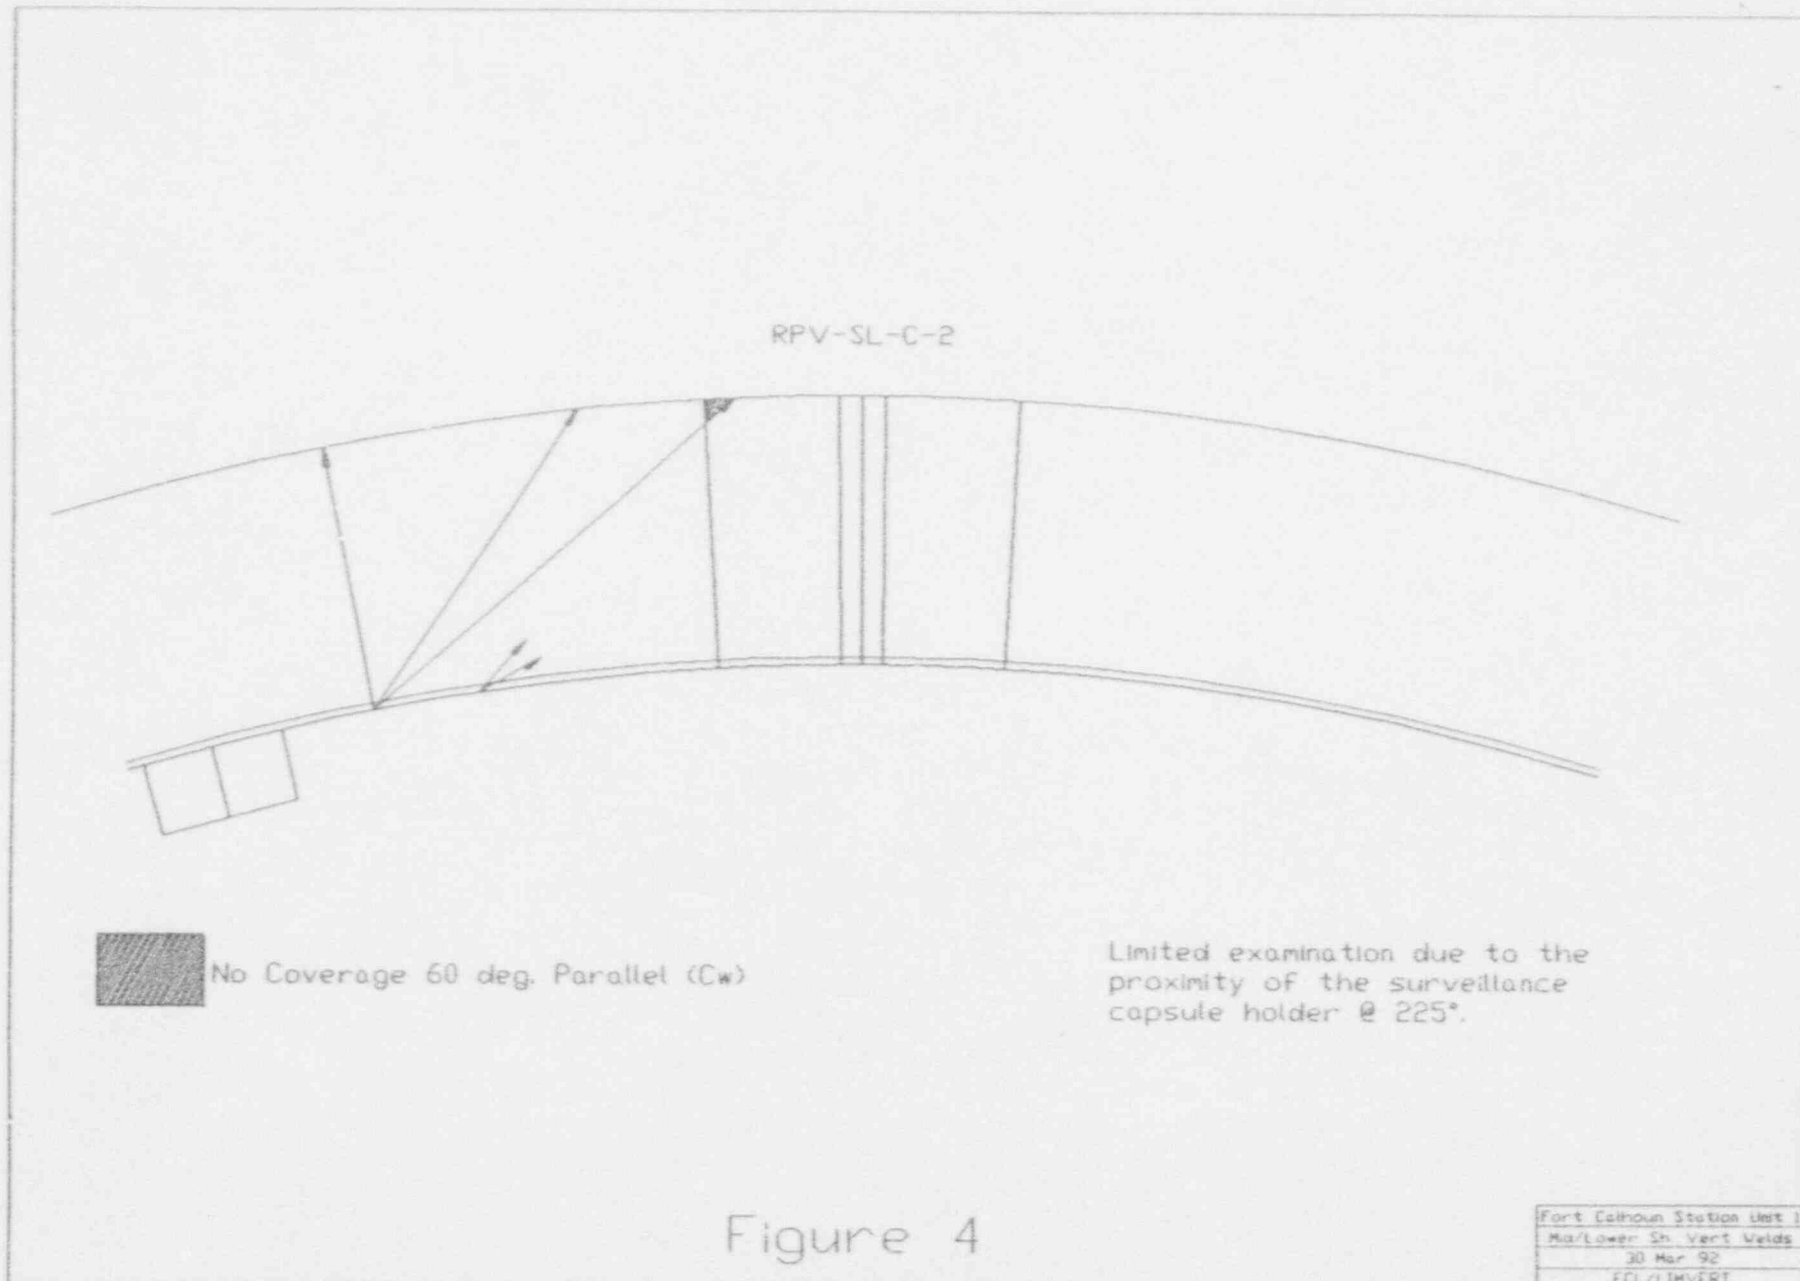 RPV-SL-C-2
No Coverage 60 deg. Parallel (Cw)
Limited examination due to the
proximity of the surveillance
capsule holder @ 225°.
Figure 4
Fort Calhoun Station Unit 1
Mid/Lower Sh. Vert Welds
30 Mar 92